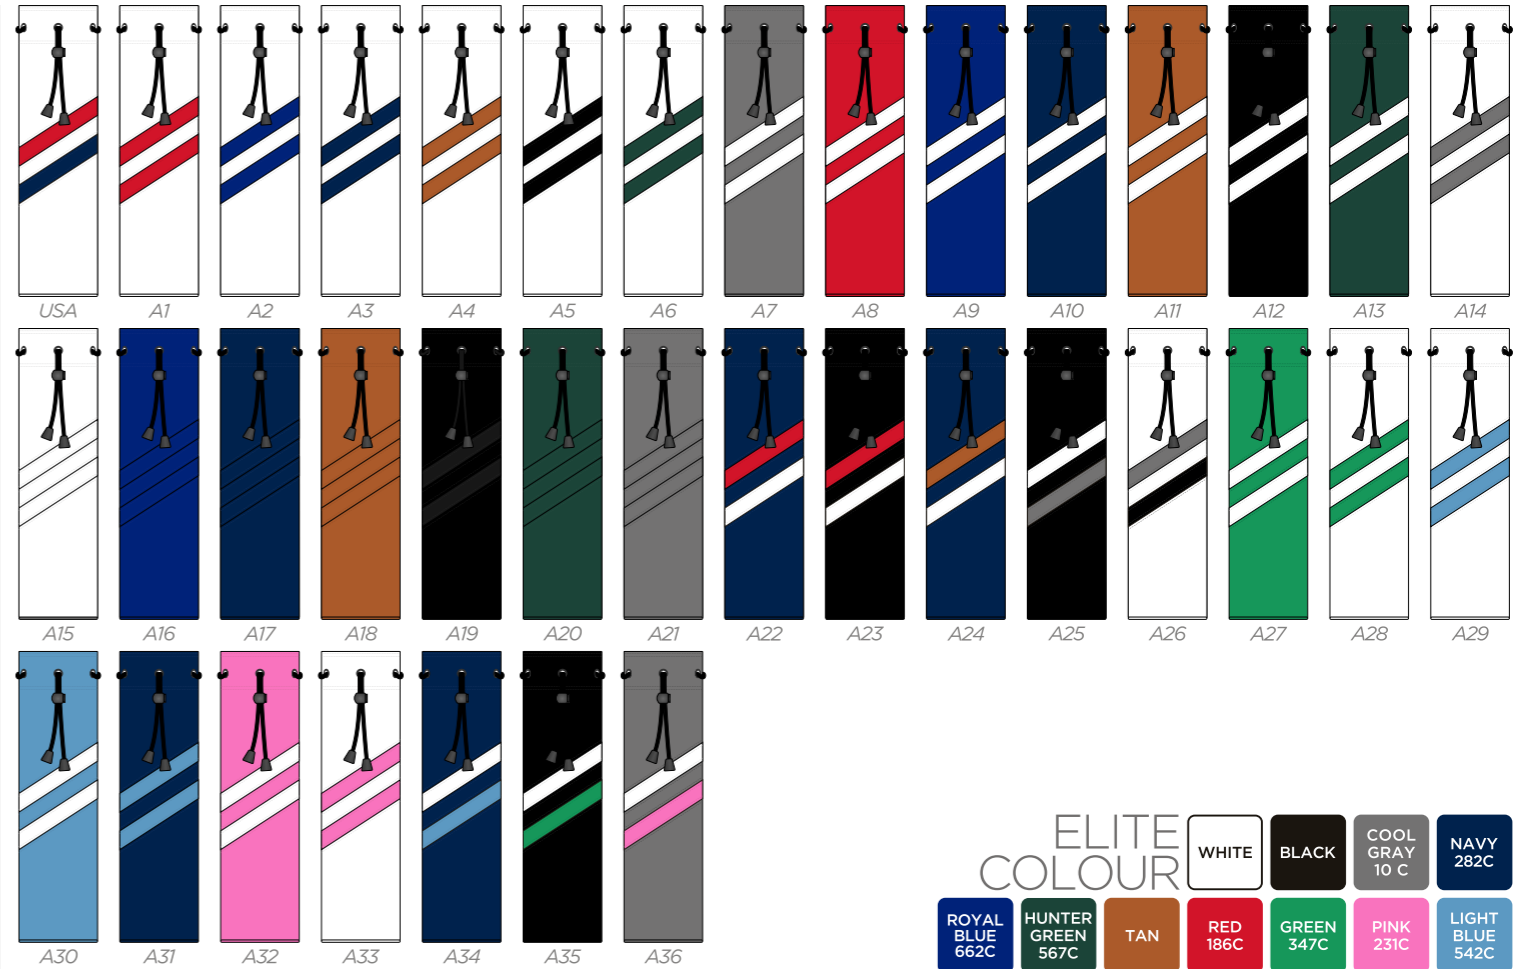 USA A1 A2 A3 A4 A5 A6 A7 A8 A9 A10 A11 A12 A13 A14
A15 A16 A17 A18 A19 A20 A21 A22 A23 A24 A25 A26 A27 A28 A29
A30 A31 A32 A33 A34 A35 A36
ELITE
COLOUR
WHITE
BLACK
COOL
GRAY
10 C
NAVY
282C
ROYAL
BLUE
662C
HUNTER
GREEN
567C
TAN
RED
186C
GREEN
347C
PINK
231C
LIGHT
BLUE
542C